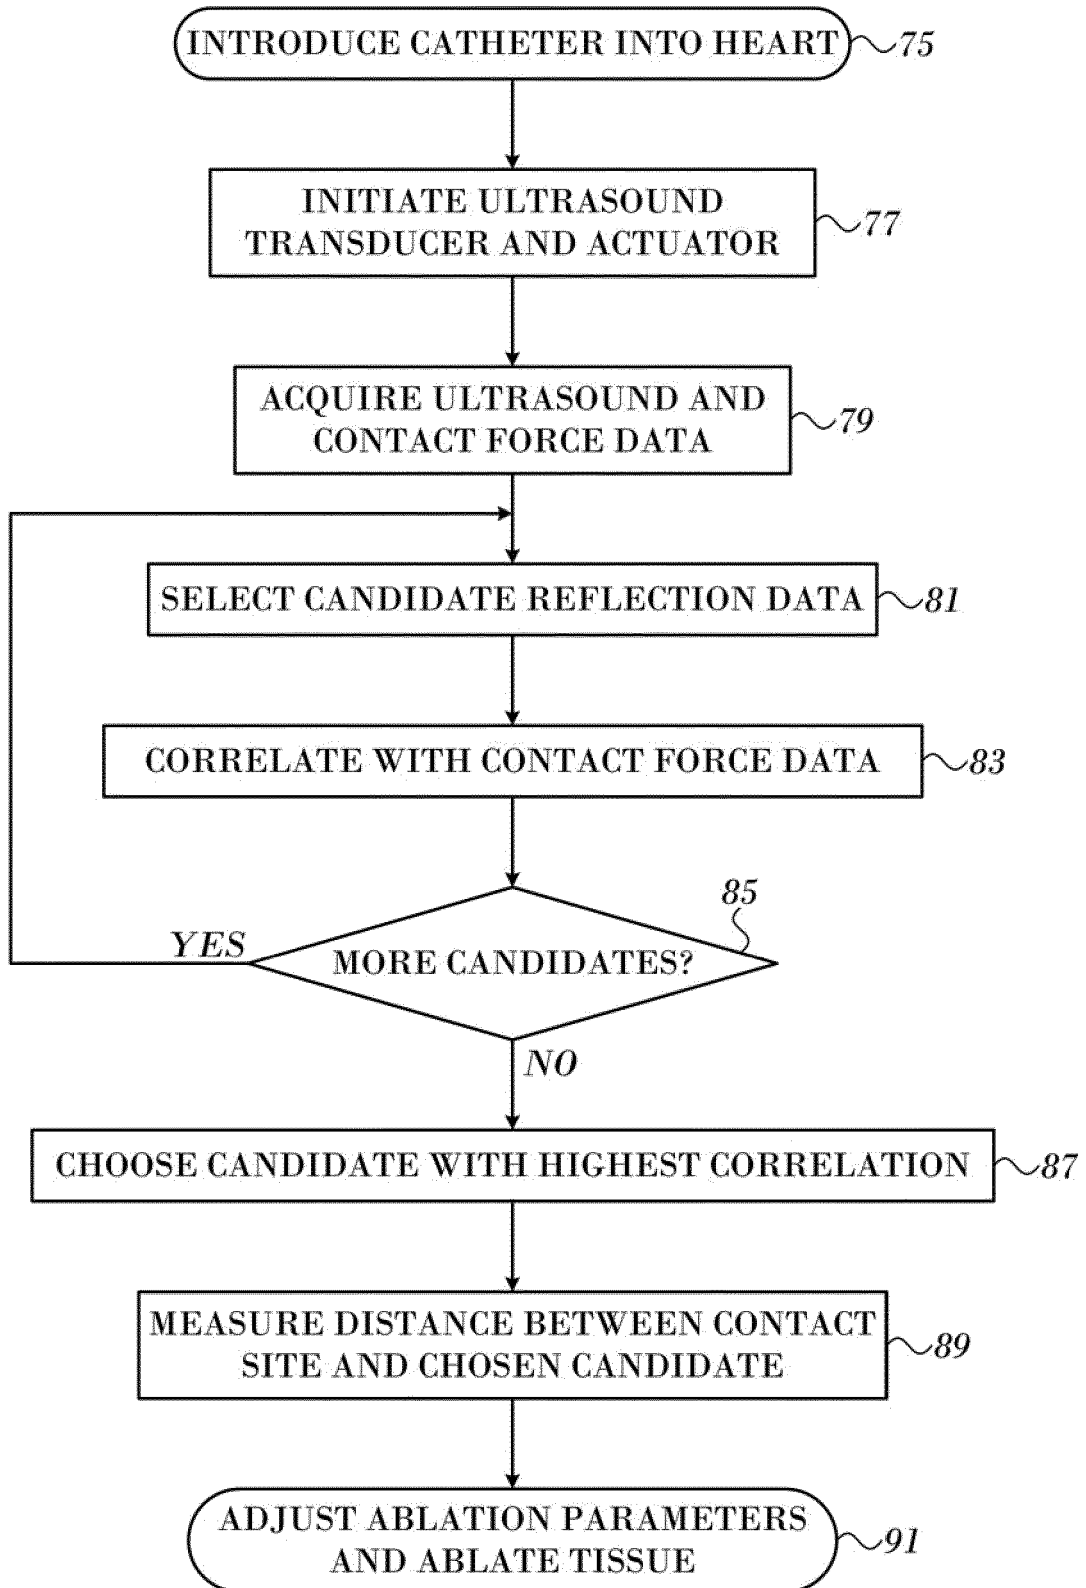 INTRODUCE CATHETER INTO HEART 75
INITIATE ULTRASOUND
TRANSDUCER AND ACTUATOR
77
ACQUIRE ULTRASOUND AND
CONTACT FORCE DATA
79
SELECT CANDIDATE REFLECTION DATA 81
CORRELATE WITH CONTACT FORCE DATA 83
85
YES
MORE CANDIDATES?
NO
CHOOSE CANDIDATE WITH HIGHEST CORRELATION 87
MEASURE DISTANCE BETWEEN CONTACT
SITE AND CHOSEN CANDIDATE
89
ADJUST ABLATION PARAMETERS
AND ABLATE TISSUE
91